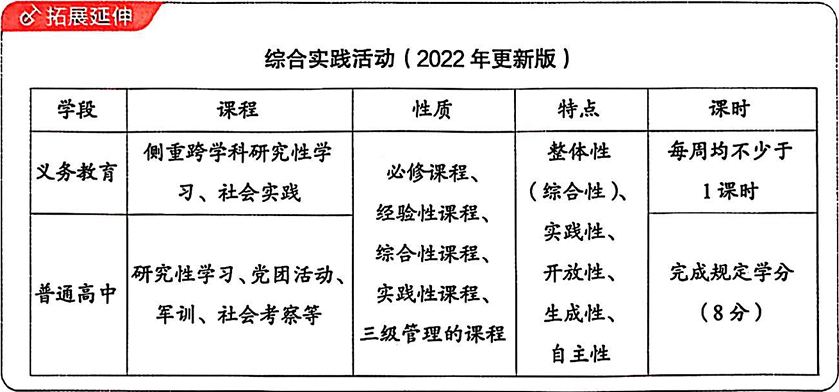 拓展延伸
综合实践活动（2022年更新版）
学段 课程 性质 特点 课时
义务教育
侧重跨学科研究性学
习、社会实践
普通高中
研究性学习、党团活动、
军训、社会考察等
必修课程、
经验性课程、
综合性课程、
实践性课程、
三级管理的课程
整体性
（综合性）、
实践性、
开放性、
生成性、
自主性
每周均不少于
1课时
完成规定学分
（8分）